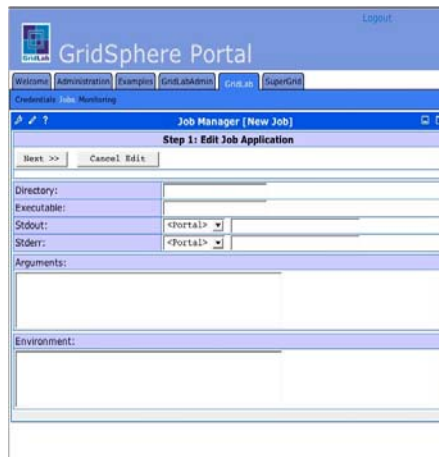 Logout
GridLab
GridSphere Portal
Welcome Administration Examples GridLabAdmin GridLab SuperGrid
Credentials Jobs Monitoring
? Job Manager [New Job]
Step 1: Edit Job Application
Next >> Cancel Edit
Directory:
Executable:
Stdout: <Portal>
Stderr: <Portal>
Arguments:
Environment: